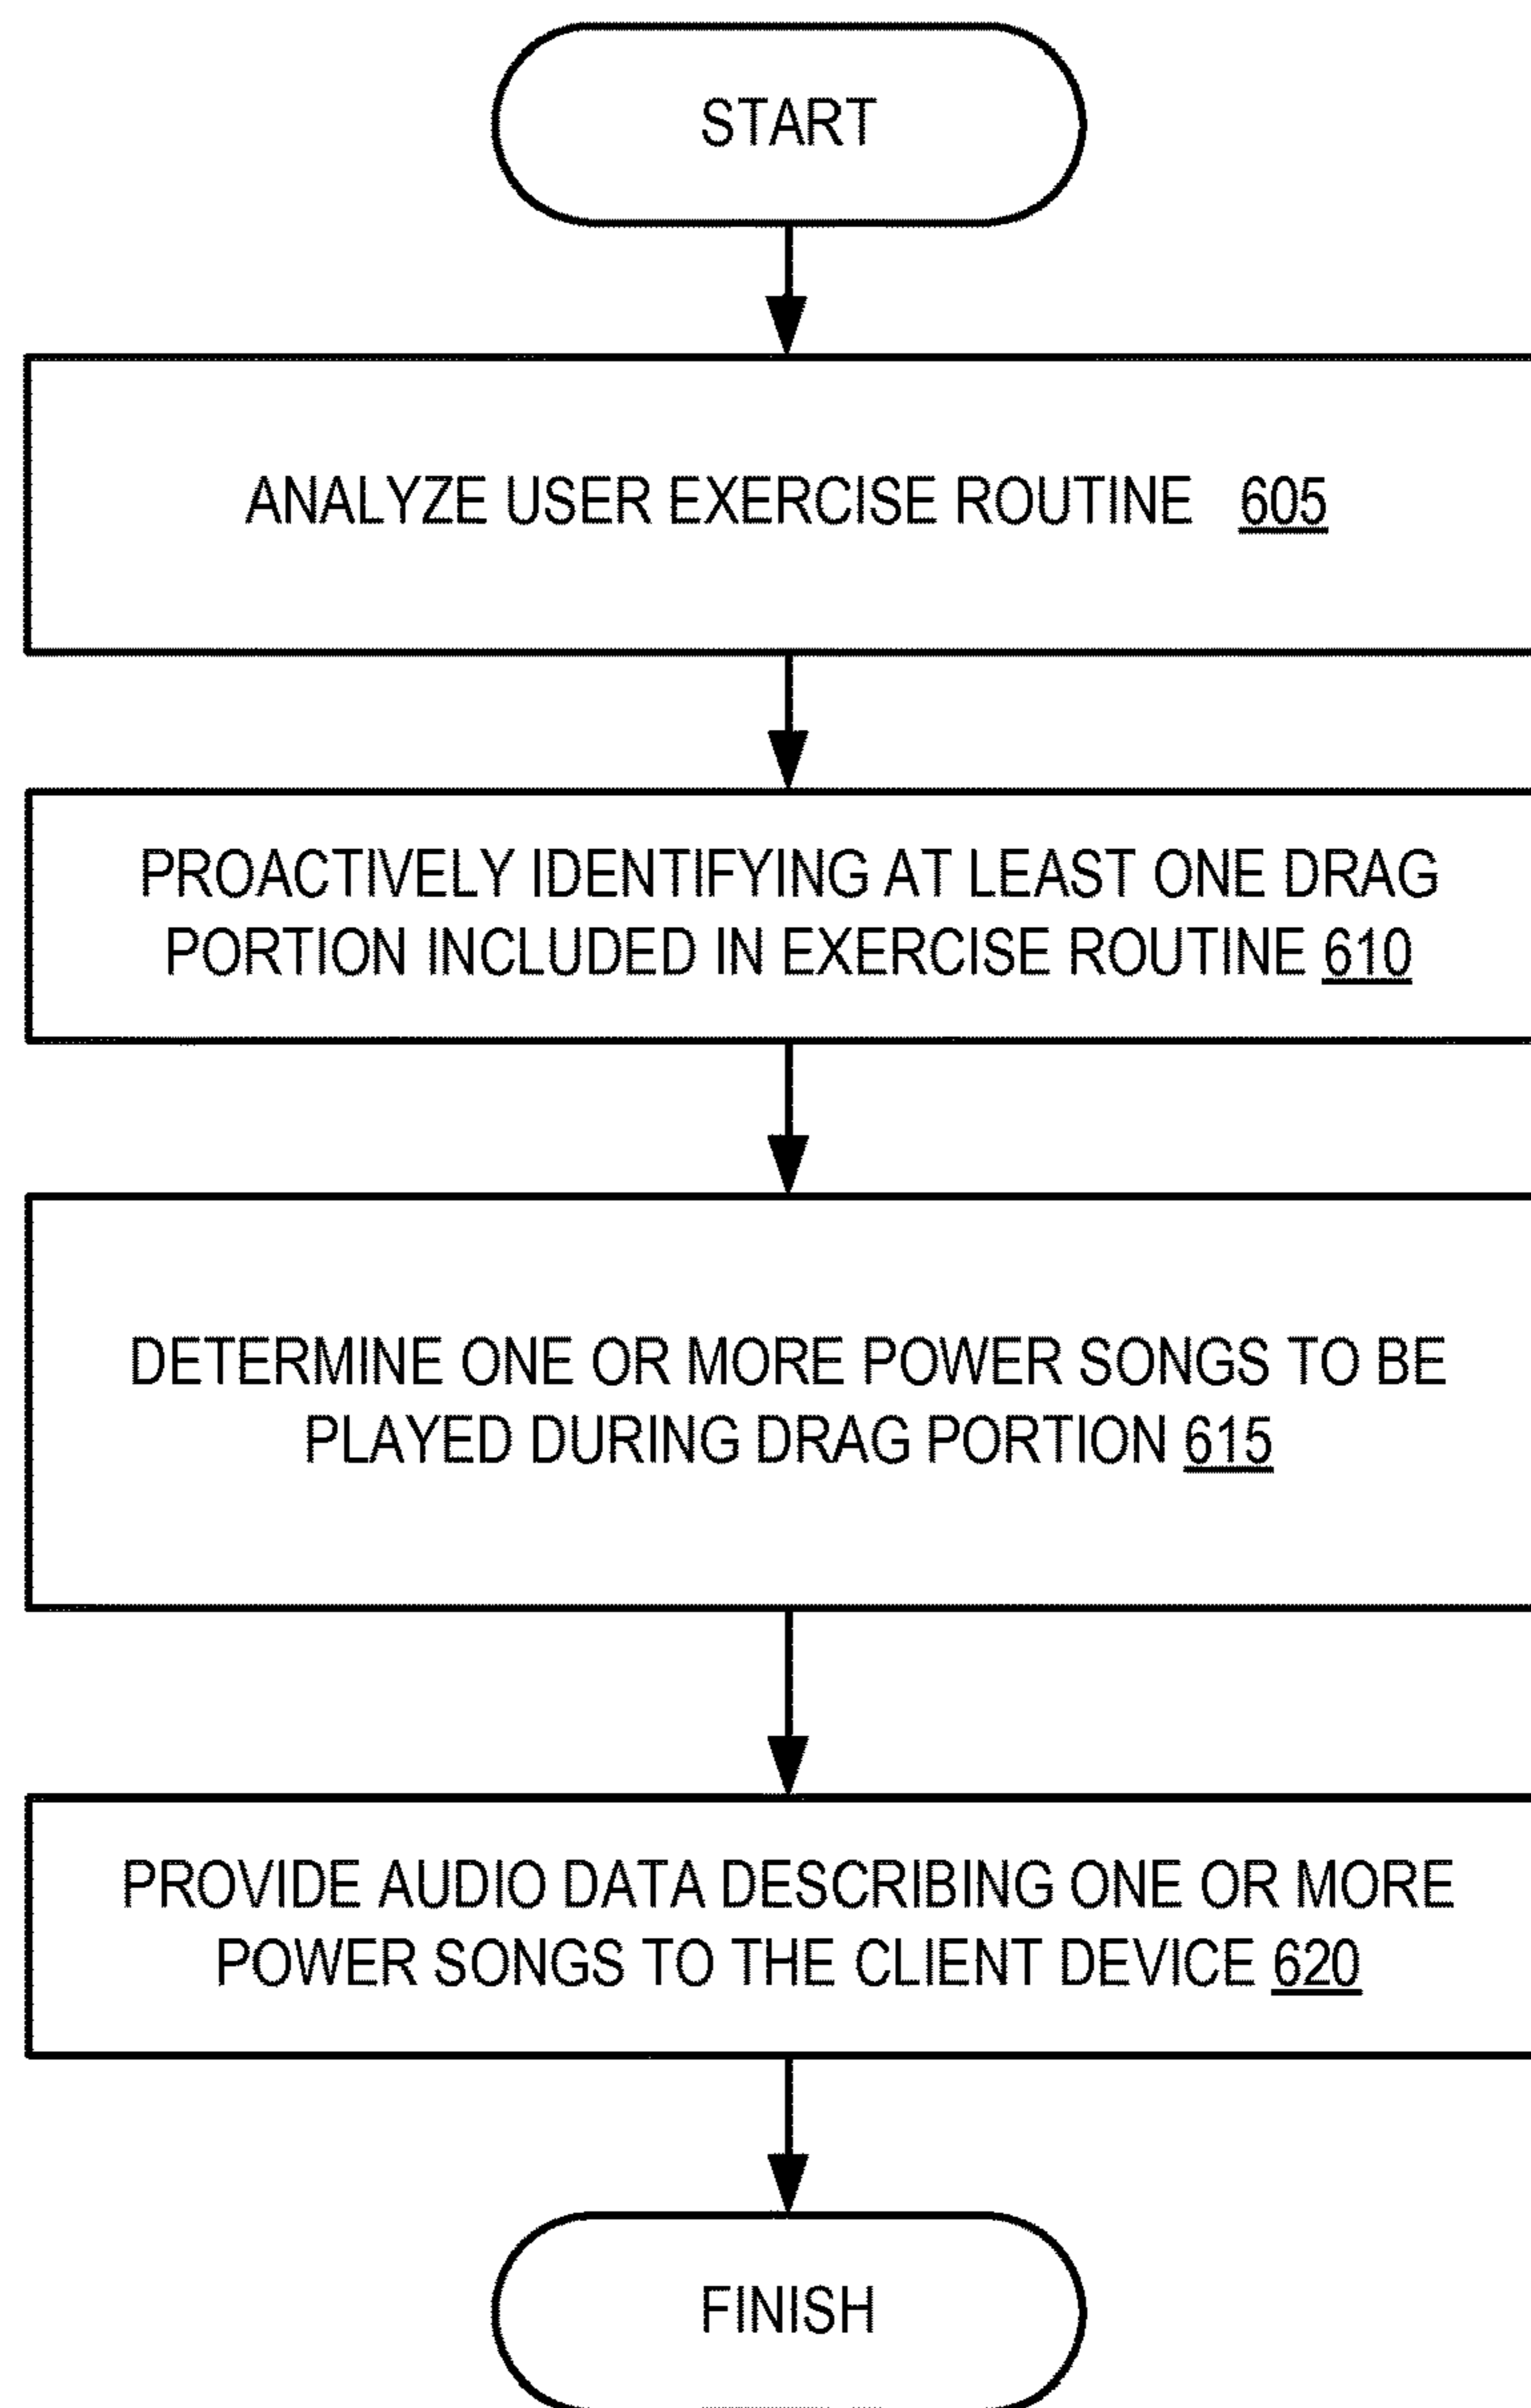 START
ANALYZE USER EXERCISE ROUTINE 605
PROACTIVELY IDENTIFYING AT LEAST ONE DRAG
PORTION INCLUDED IN EXERCISE ROUTINE 610
DETERMINE ONE OR MORE POWER SONGS TO BE
PLAYED DURING DRAG PORTION 615
PROVIDE AUDIO DATA DESCRIBING ONE OR MORE
POWER SONGS TO THE CLIENT DEVICE 620
FINISH